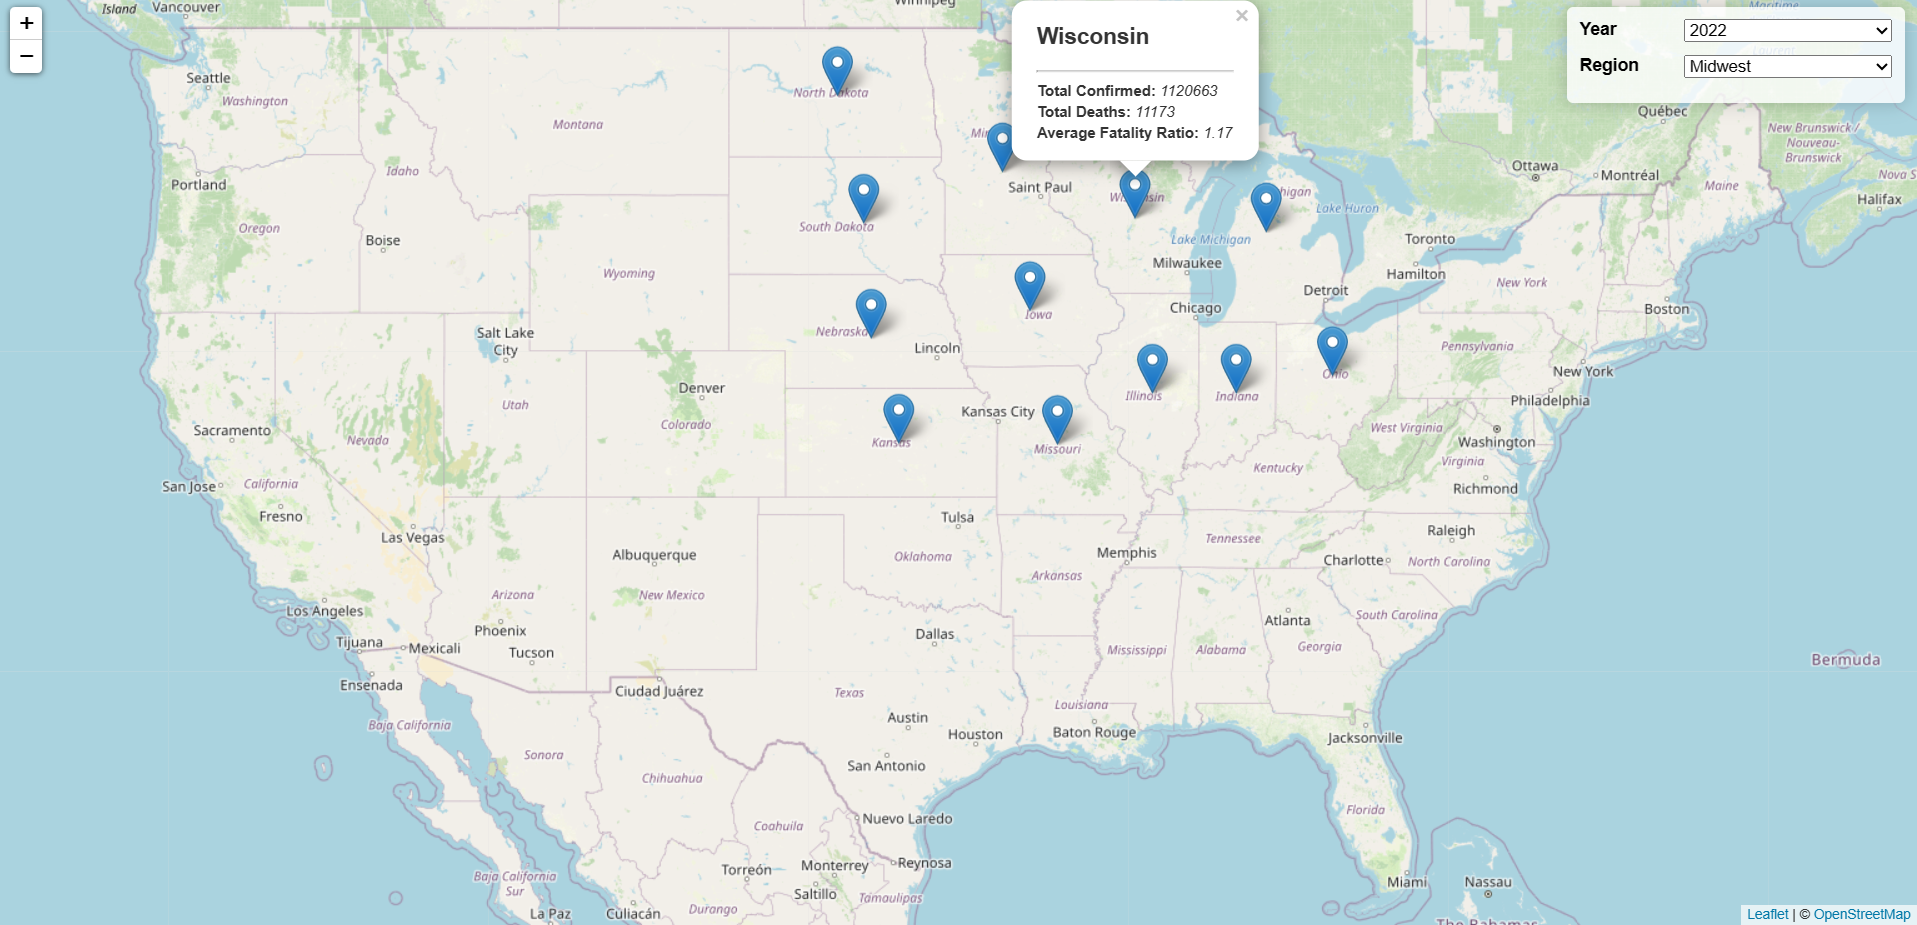 +
−
Year
2022
Region
Midwest
×
Wisconsin
Total Confirmed: 1120663
Total Deaths: 11173
Average Fatality Ratio: 1.17
Island
Vancouver
Winnipeg
Seattle
Washington
North Dakota
Montana
Québec
New Brunswick /
Nouveau-
Brunswick
Ottawa
Montréal
Maine
Nova S
Halifax
Portland
Idaho
Saint Paul
Wisconsin
Lake Huron
South Dakota
Oregon
Boise
Lake Michigan
Toronto
Wyoming
Milwaukee
Hamilton
Detroit
New York
Chicago
Iowa
Boston
Nebraska
Salt Lake
City
Lincoln
Pennsylvania
New York
Ohio
Denver
Utah
Colorado
Kansas City
Illinois
Indiana
Philadelphia
Sacramento
Nevada
Kansas
Missouri
West Virginia
Washington
Virginia
Kentucky
San Jose
California
Richmond
Fresno
Tulsa
Raleigh
Las Vegas
Albuquerque
Oklahoma
Memphis
Tennessee
Charlotte
North Carolina
Arkansas
Arizona
New Mexico
Los Angeles
Phoenix
Dallas
Atlanta
South Carolina
Tijuana
Mexicali
Tucson
Mississippi
Alabama
Georgia
Bermuda
Ensenada
Ciudad Juárez
Texas
Louisiana
Baja California
Austin
Houston
Baton Rouge
Jacksonville
Sonora
San Antonio
Chihuahua
Florida
Coahuila
Nuevo Laredo
Reynosa
Monterrey
Torreón
Baja California
Sur
Saltillo
Tamaulipas
Miami
Nassau
La Paz
Culiacán
Durango
The Bahamas
Leaflet | © OpenStreetMap